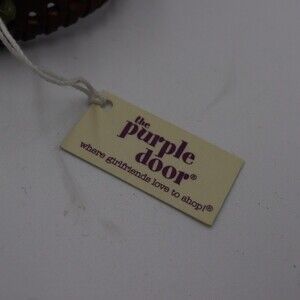 the
purple
door®
where girlfriends love to shop!®